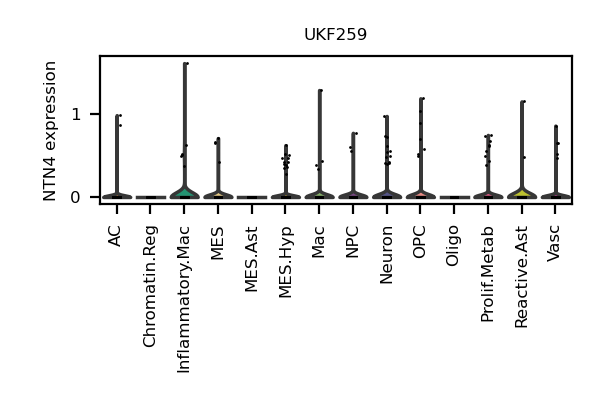 UKF259
NTN4 expression
1
0
AC
Chromatin.Reg
Inflammatory.Mac
MES
MES.Ast
MES.Hyp
Mac
NPC
Neuron
OPC
Oligo
Prolif.Metab
Reactive.Ast
Vasc